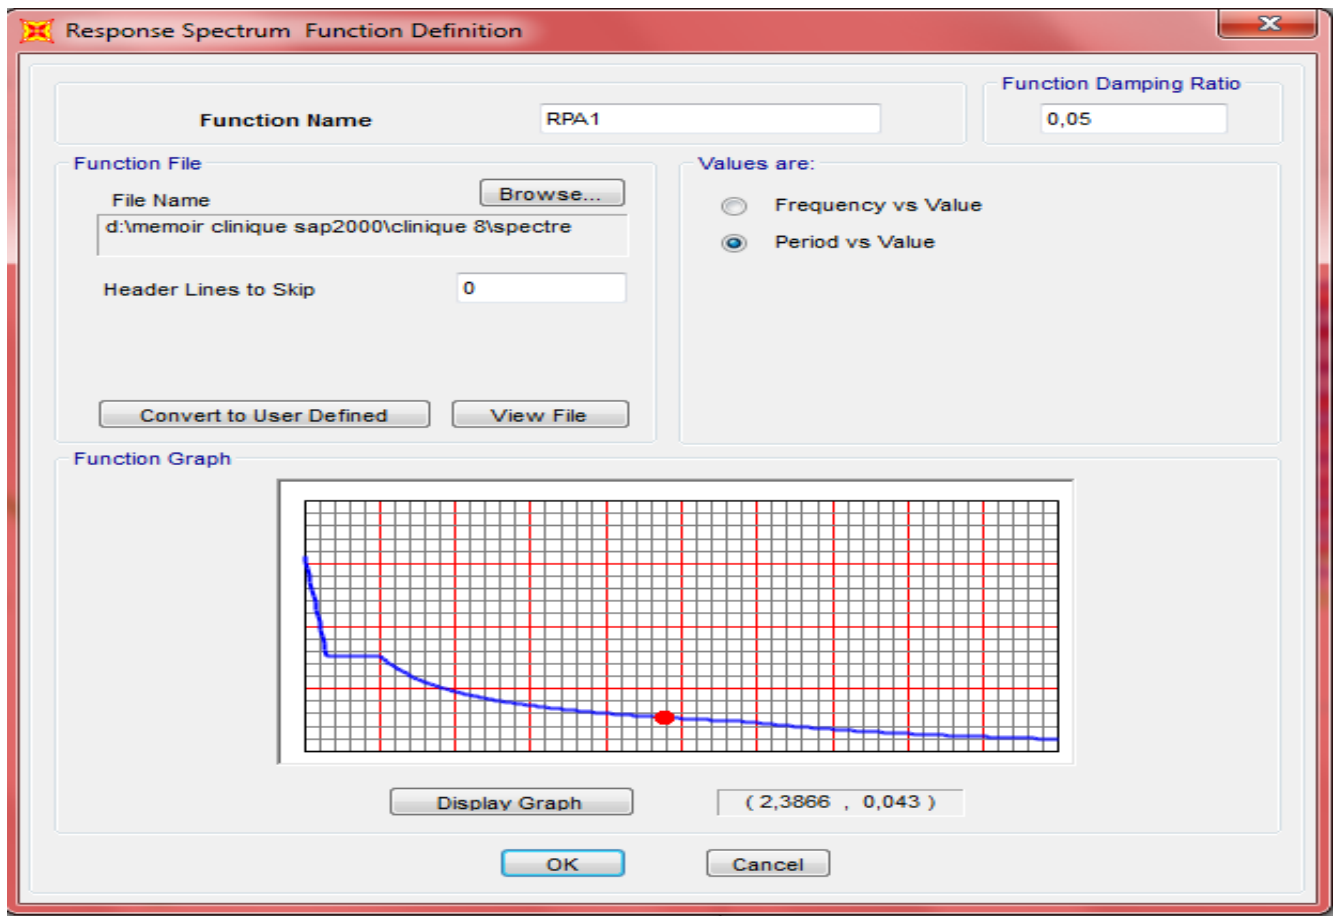 Response Spectrum Function Definition
Function Damping Ratio
Function Name
RPA1
0,05
Function File
Values are:
File Name
Browse...
d:\memoir clinique sap2000\clinique 8\spectre
Frequency vs Value
Period vs Value
Header Lines to Skip
0
Convert to User Defined
View File
Function Graph
Display Graph
( 2,3866 , 0,043 )
OK
Cancel